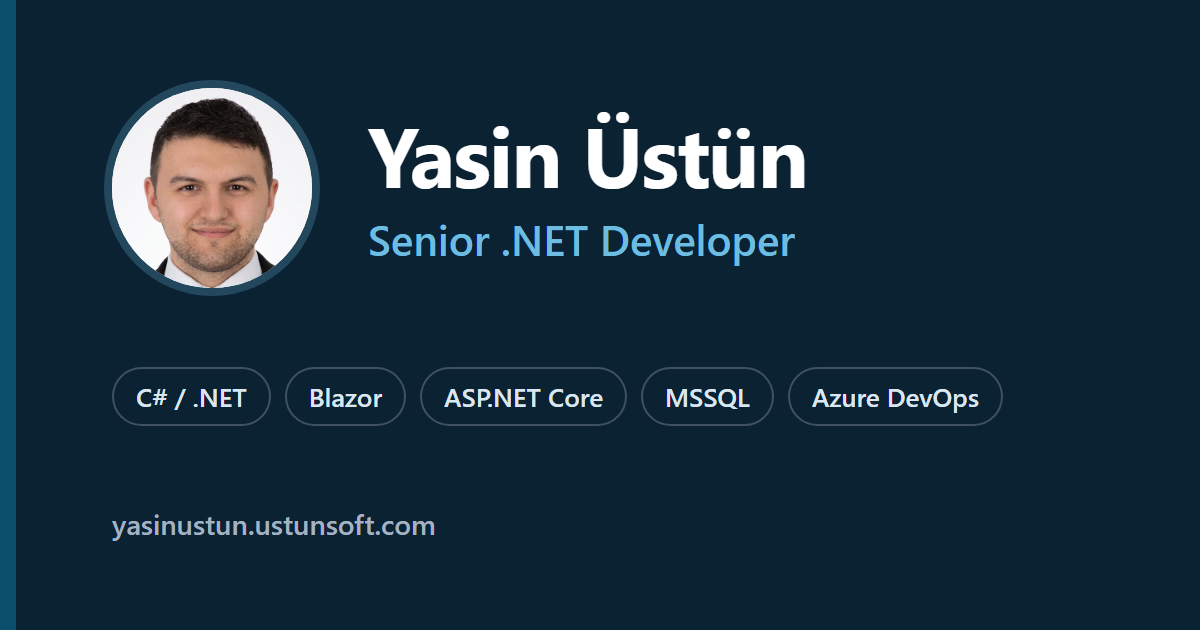 Yasin Üstün
Senior .NET Developer
C# / .NET Blazor ASP.NET Core MSSQL Azure DevOps
yasinustun.ustunsoft.com